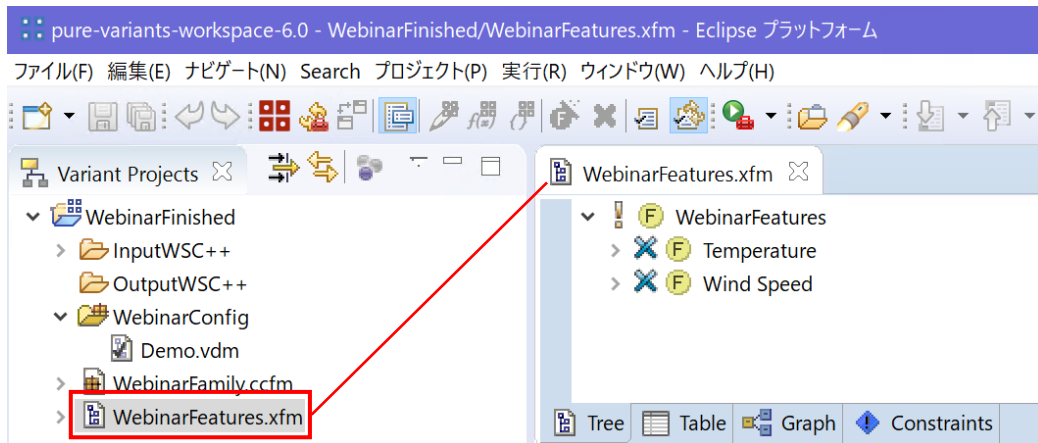 pure-variants-workspace-6.0 - WebinarFinished/WebinarFeatures.xfm - Eclipse プラットフォーム
ファイル(F) 編集(E) ナビゲート(N) Search プロジェクト(P) 実行(R) ウィンドウ(W) ヘルプ(H)
Variant Projects
WebinarFinished
InputWSC++
OutputWSC++
WebinarConfig
Demo.vdm
WebinarFamily.ccfm
WebinarFeatures.xfm
WebinarFeatures.xfm
F WebinarFeatures
F Temperature
F Wind Speed
Tree Table Graph Constraints